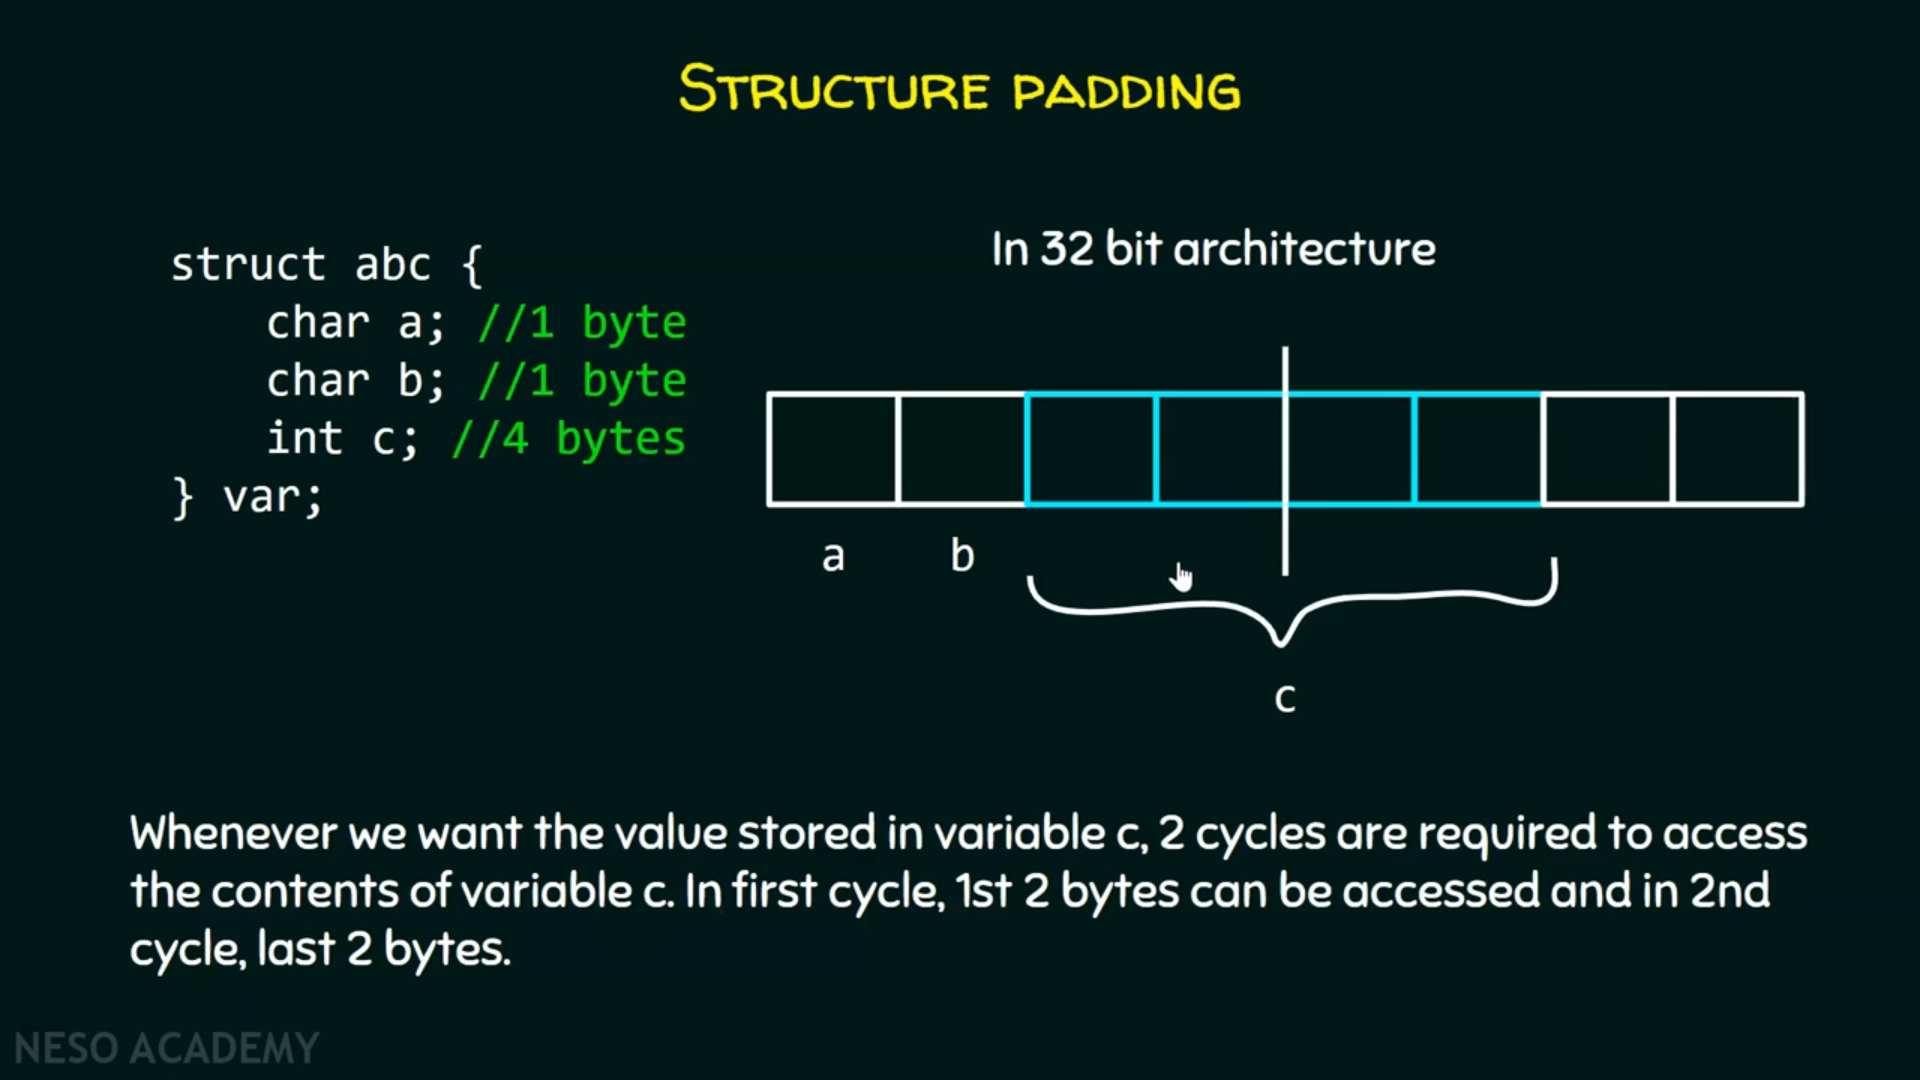 STRUCTURE PADDING
struct abc {
char a; //1 byte
char b; //1 byte
int c; //4 bytes
} var;
In 32 bit architecture
a b
c
Whenever we want the value stored in variable c, 2 cycles are required to access
the contents of variable c. In first cycle, 1st 2 bytes can be accessed and in 2nd
cycle, last 2 bytes.
NESO ACADEMY